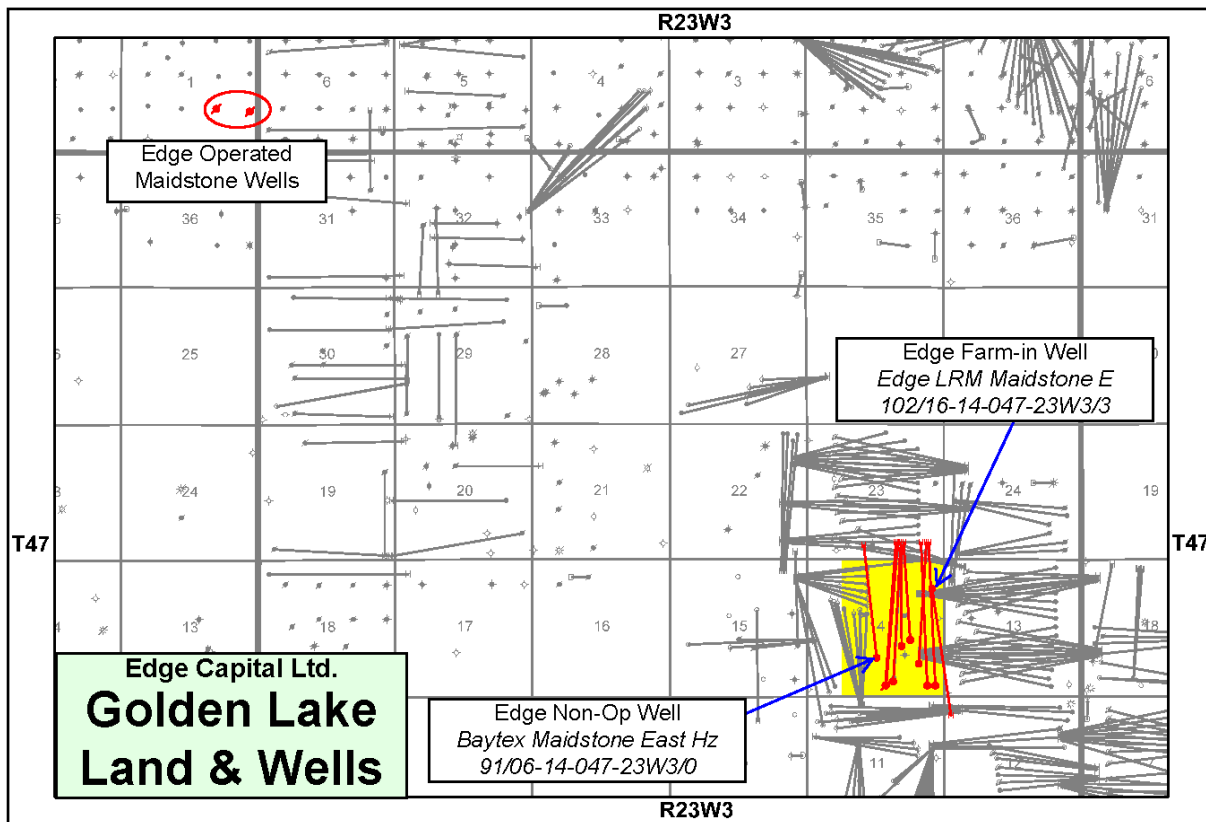 R23W3
1
6
5
4
3
6
Edge Operated
Maidstone Wells
36
31
32
33
34
35
36
31
25
30
29
28
27
Edge Farm-in Well
Edge LRM Maidstone E
102/16-14-047-23W3/3
24
19
20
21
22
23
24
19
T47
T47
13
18
17
16
15
14
13
18
Edge Capital Ltd.
Golden Lake
Land & Wells
Edge Non-Op Well
Baytex Maidstone East Hz
91/06-14-047-23W3/0
11
12
R23W3